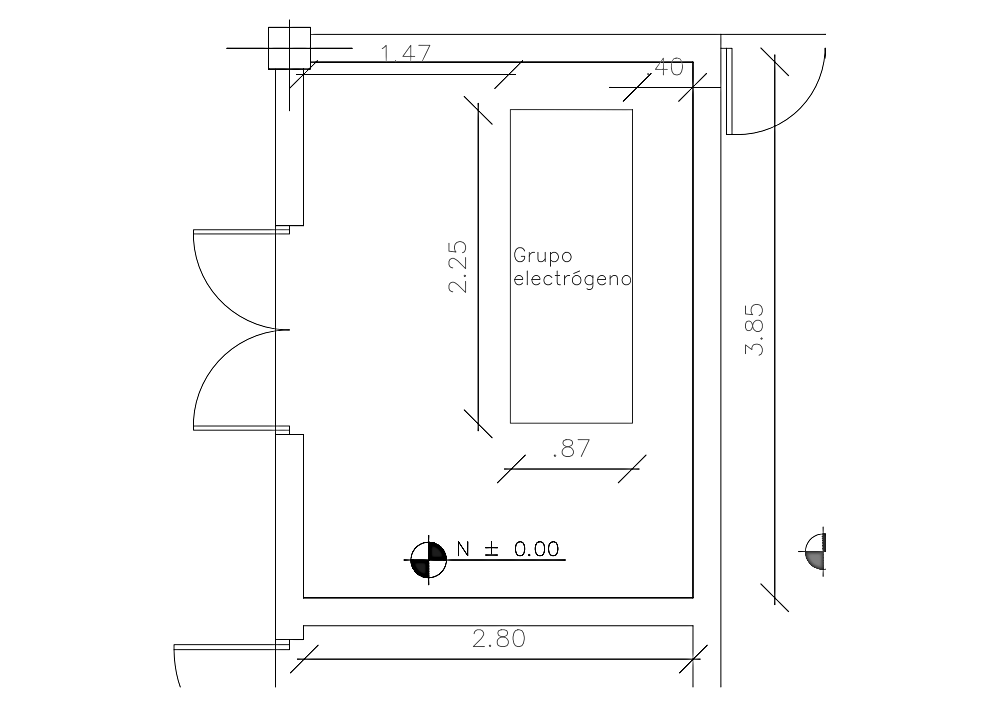 1.47
.40
2.25
Grupo
electrógeno
3.85
.87
N ± 0.00
2.80